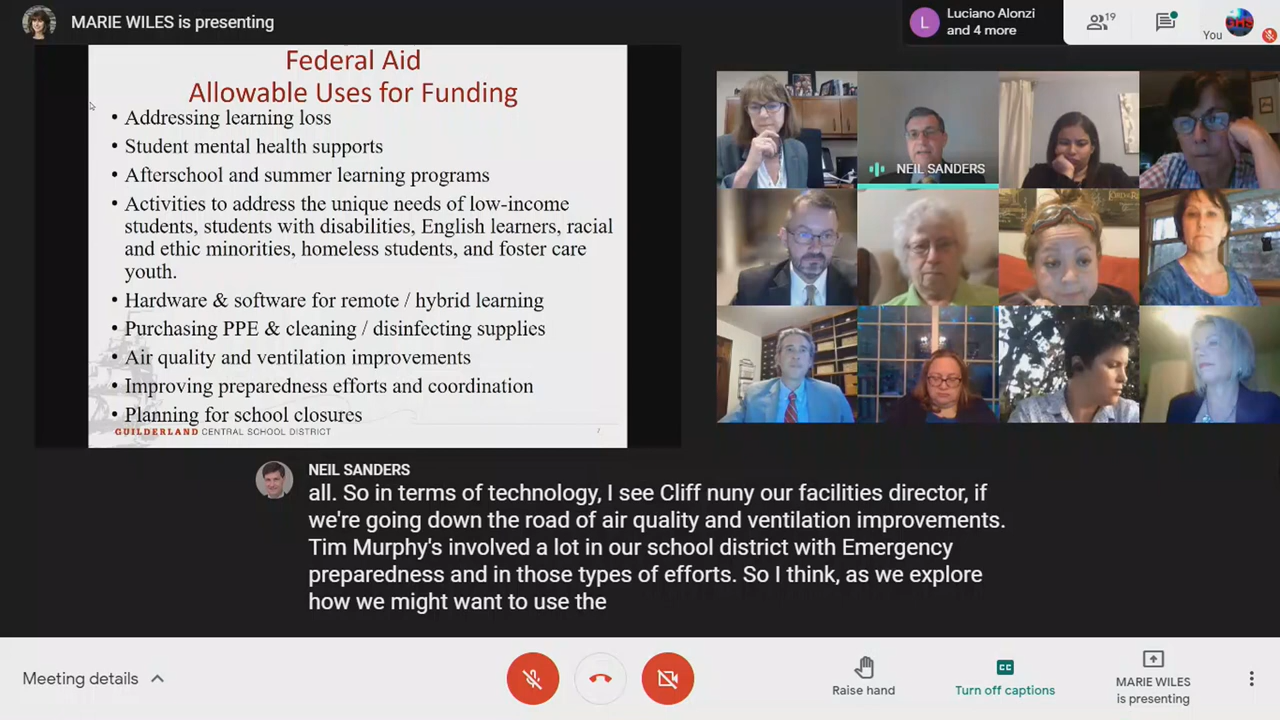 MARIE WILES is presenting
Luciano Alonzi
and 4 more
19
You
GHS
Federal Aid
Allowable Uses for Funding
• Addressing learning loss
• Student mental health supports
• Afterschool and summer learning programs
• Activities to address the unique needs of low-income
students, students with disabilities, English learners, racial
and ethic minorities, homeless students, and foster care
youth.
• Hardware & software for remote / hybrid learning
• Purchasing PPE & cleaning / disinfecting supplies
• Air quality and ventilation improvements
• Improving preparedness efforts and coordination
• Planning for school closures
GUILDERLAND CENTRAL SCHOOL DISTRICT
7
NEIL SANDERS
NEIL SANDERS
all. So in terms of technology, I see Cliff nuny our facilities director, if
we're going down the road of air quality and ventilation improvements.
Tim Murphy's involved a lot in our school district with Emergency
preparedness and in those types of efforts. So I think, as we explore
how we might want to use the
Meeting details
Raise hand
CC
Turn off captions
MARIE WILES
is presenting